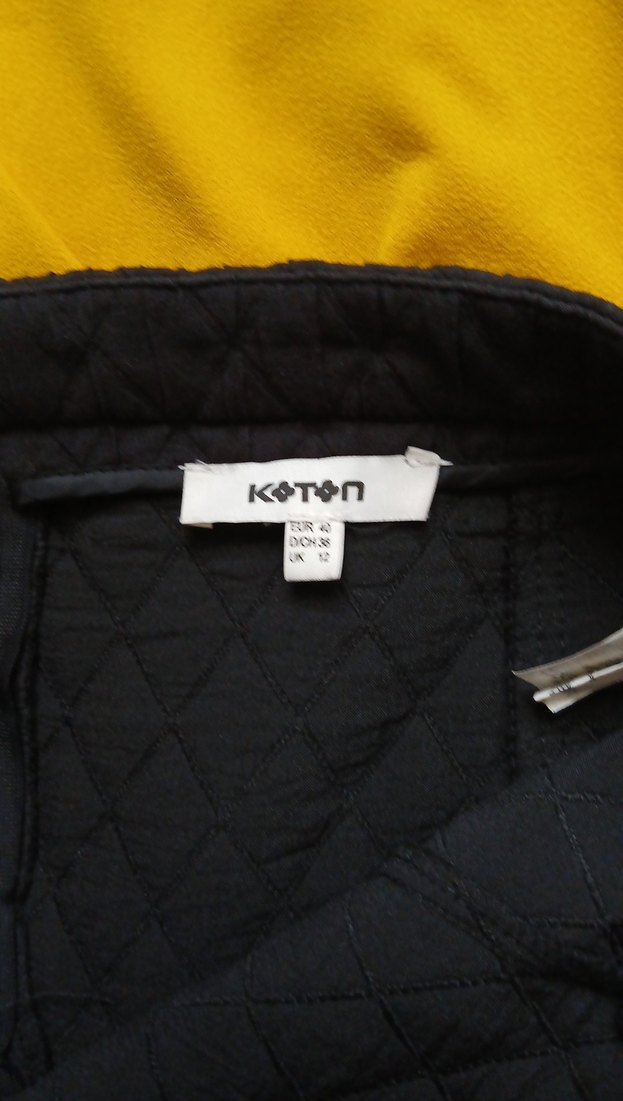 KOTON
EUR 40
D/CH 38
UK 12